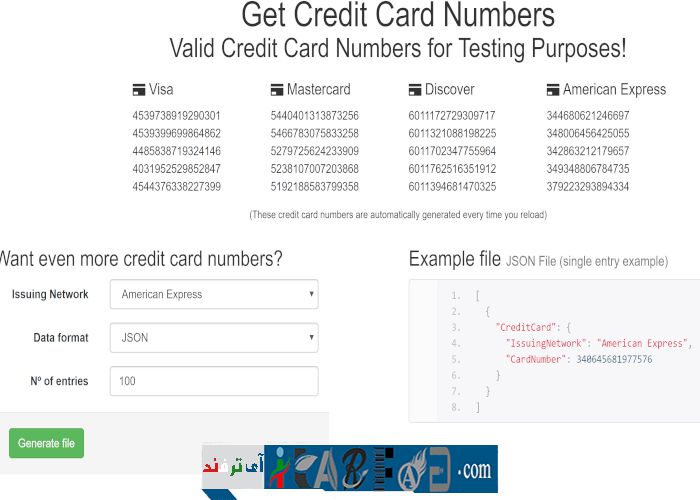 Get Credit Card Numbers
Valid Credit Card Numbers for Testing Purposes!
Visa Mastercard Discover American Express
4539738919290301 5440401313873256 6011172729309717 344680621246697
4539399699864862 5466783075833258 6011321088198225 348006456425055
4485838719324146 5279725624233909 6011702347755964 342863212179657
4031952529852847 5238107007203868 6011762516351912 349348806784735
4544376338227399 5192188583799358 6011394681470325 379223293894334
(These credit card numbers are automatically generated every time you reload)
Want even more credit card numbers?
Issuing Network American Express
Data format JSON
Nº of entries 100
Generate file
Example file JSON File (single entry example)
1. [
2. {
3. "CreditCard": {
4. "IssuingNetwork": "American Express",
5. "CardNumber": 340645681977576
6. }
7. }
8. ]
آی ترفند .com